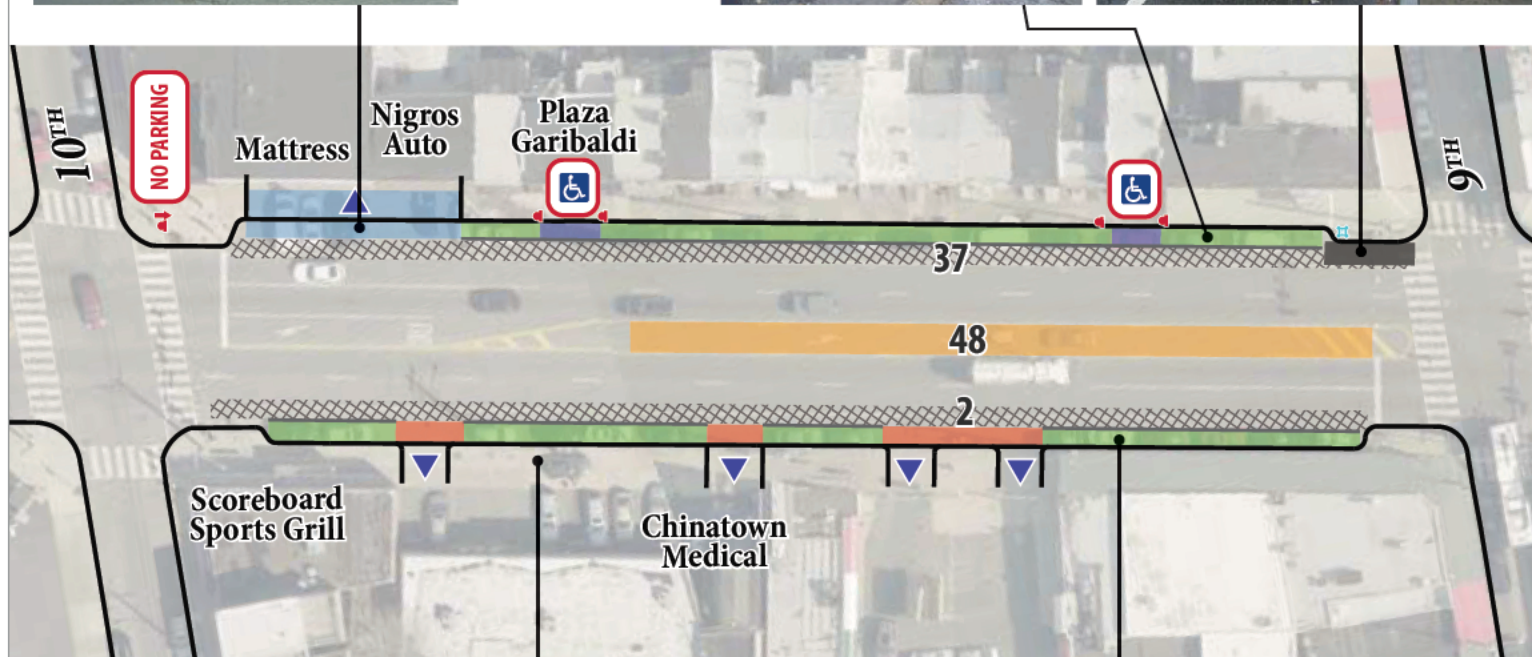 10TH
NO PARKING
Mattress
Nigros
Auto
Plaza
Garibaldi
9TH
37
48
2
Scoreboard
Sports Grill
Chinatown
Medical